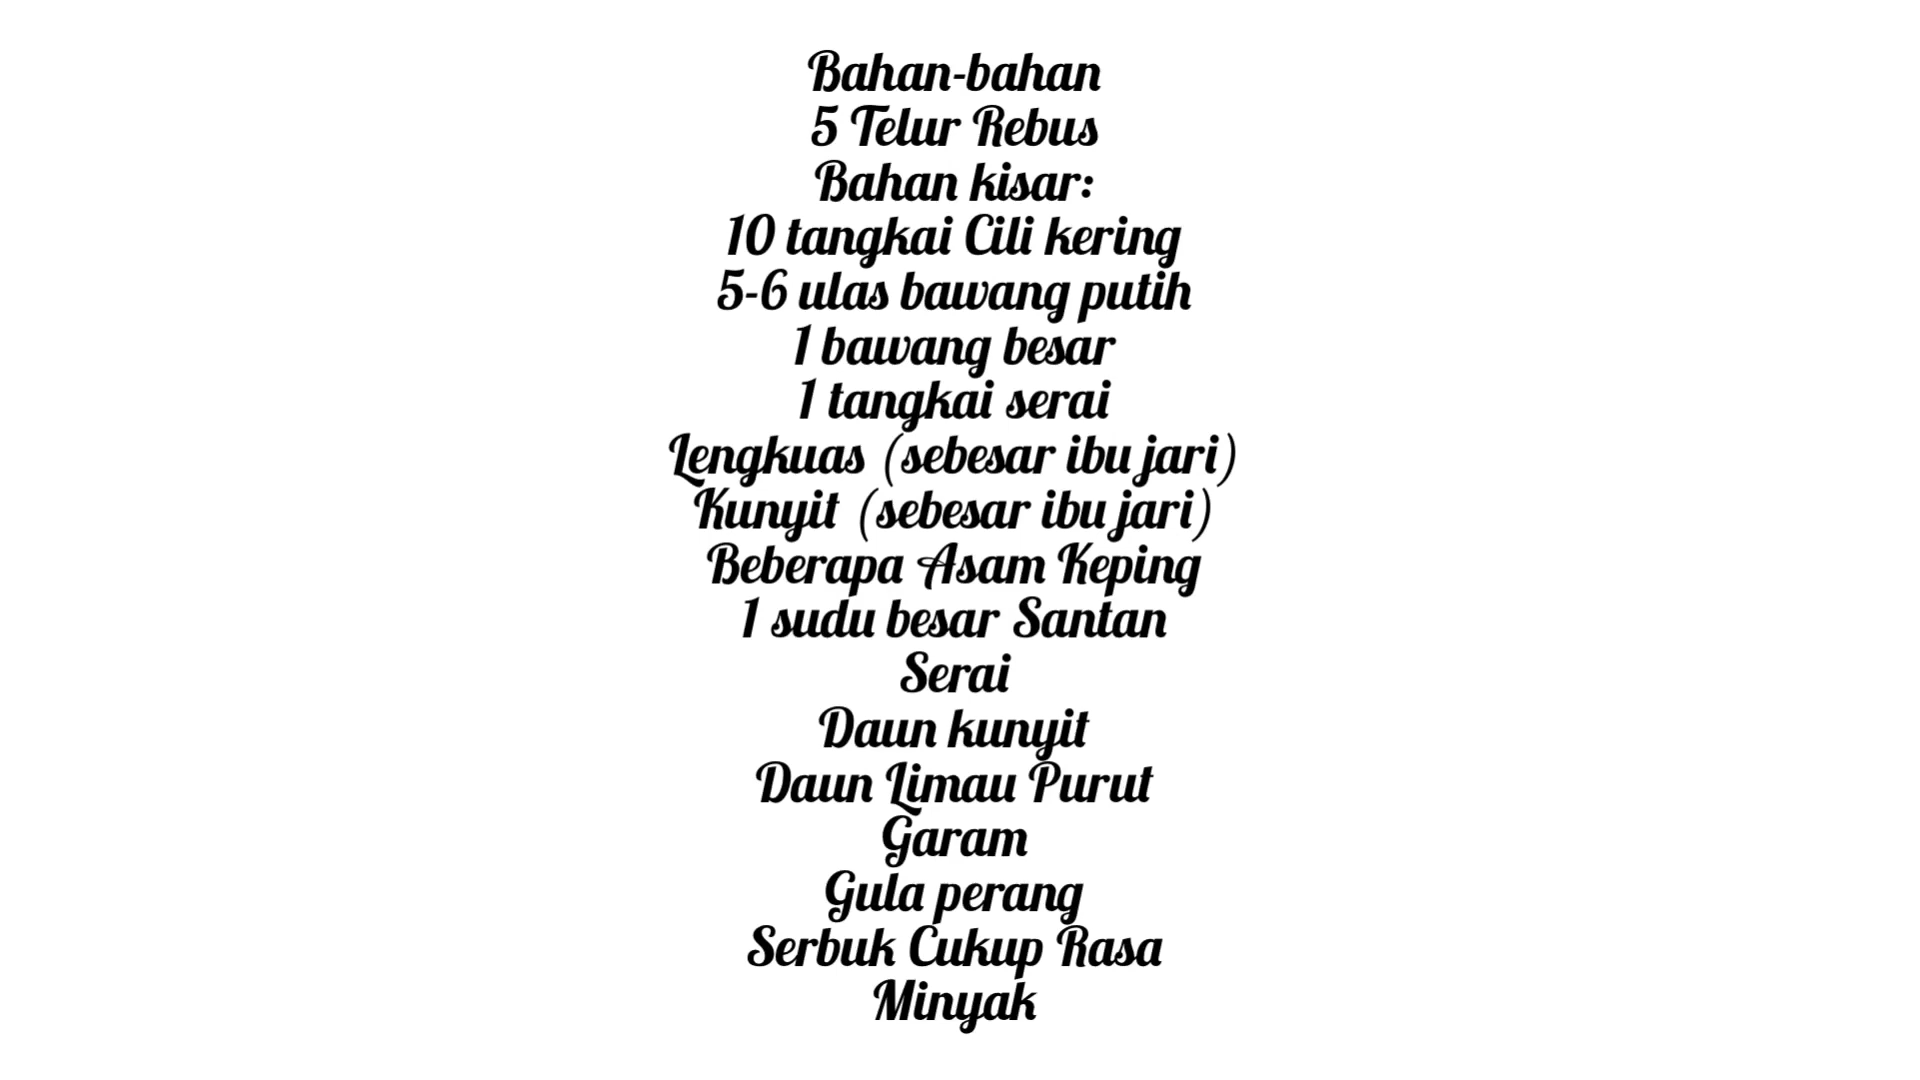 Bahan-bahan
5 Telur Rebus
Bahan kisar:
10 tangkai Cili kering
5-6 ulas bawang putih
1 bawang besar
1 tangkai serai
Lengkuas (sebesar ibu jari)
Kunyit (sebesar ibu jari)
Beberapa Asam Keping
1 sudu besar Santan
Serai
Daun kunyit
Daun Limau Purut
Garam
Gula perang
Serbuk Cukup Rasa
Minyak